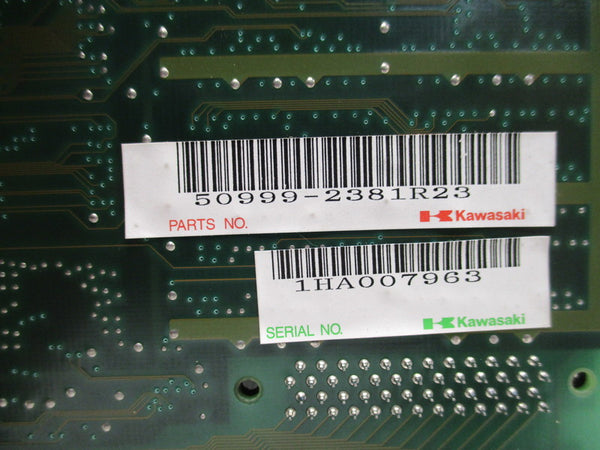 50999-2381R23
PARTS NO. Kawasaki
1HA007963
SERIAL NO. Kawasaki